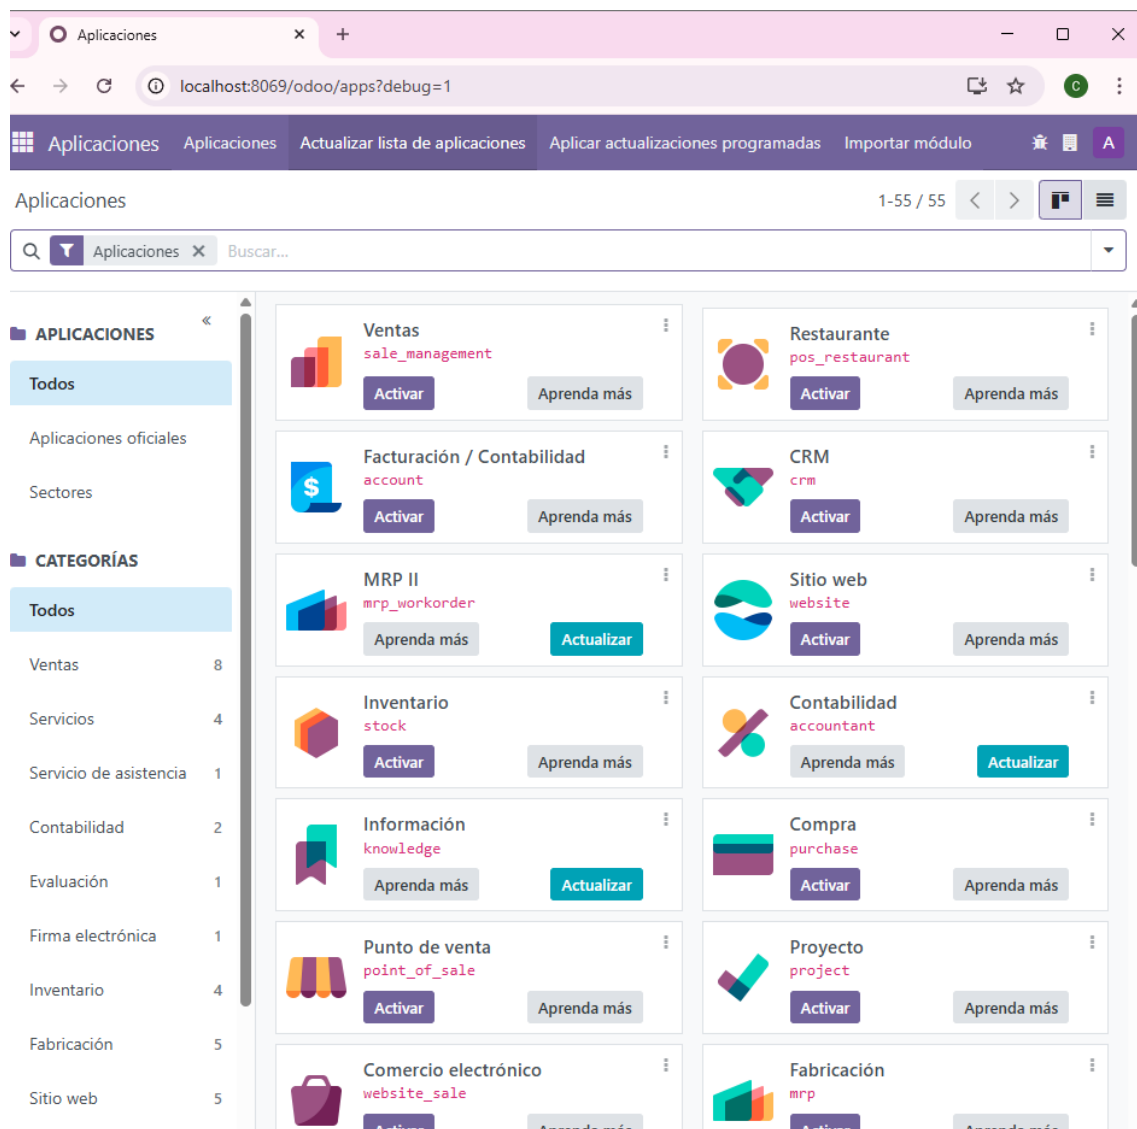 Aplicaciones
localhost:8069/odoo/apps?debug=1
C
Aplicaciones Aplicaciones Actualizar lista de aplicaciones Aplicar actualizaciones programadas Importar módulo A
Aplicaciones
1-55 / 55
Aplicaciones Buscar...
APLICACIONES
Todos
Aplicaciones oficiales
Sectores
CATEGORÍAS
Todos
Ventas 8
Servicios 4
Servicio de asistencia 1
Contabilidad 2
Evaluación 1
Firma electrónica 1
Inventario 4
Fabricación 5
Sitio web 5
Ventas
sale_management
Activar Aprenda más
Restaurante
pos_restaurant
Activar Aprenda más
Facturación / Contabilidad
account
Activar Aprenda más
CRM
crm
Activar Aprenda más
MRP II
mrp_workorder
Aprenda más Actualizar
Sitio web
website
Activar Aprenda más
Inventario
stock
Activar Aprenda más
Contabilidad
accountant
Aprenda más Actualizar
Información
knowledge
Aprenda más Actualizar
Compra
purchase
Activar Aprenda más
Punto de venta
point_of_sale
Activar Aprenda más
Proyecto
project
Activar Aprenda más
Comercio electrónico
website_sale
Activar Aprenda más
Fabricación
mrp
Activar Aprenda más